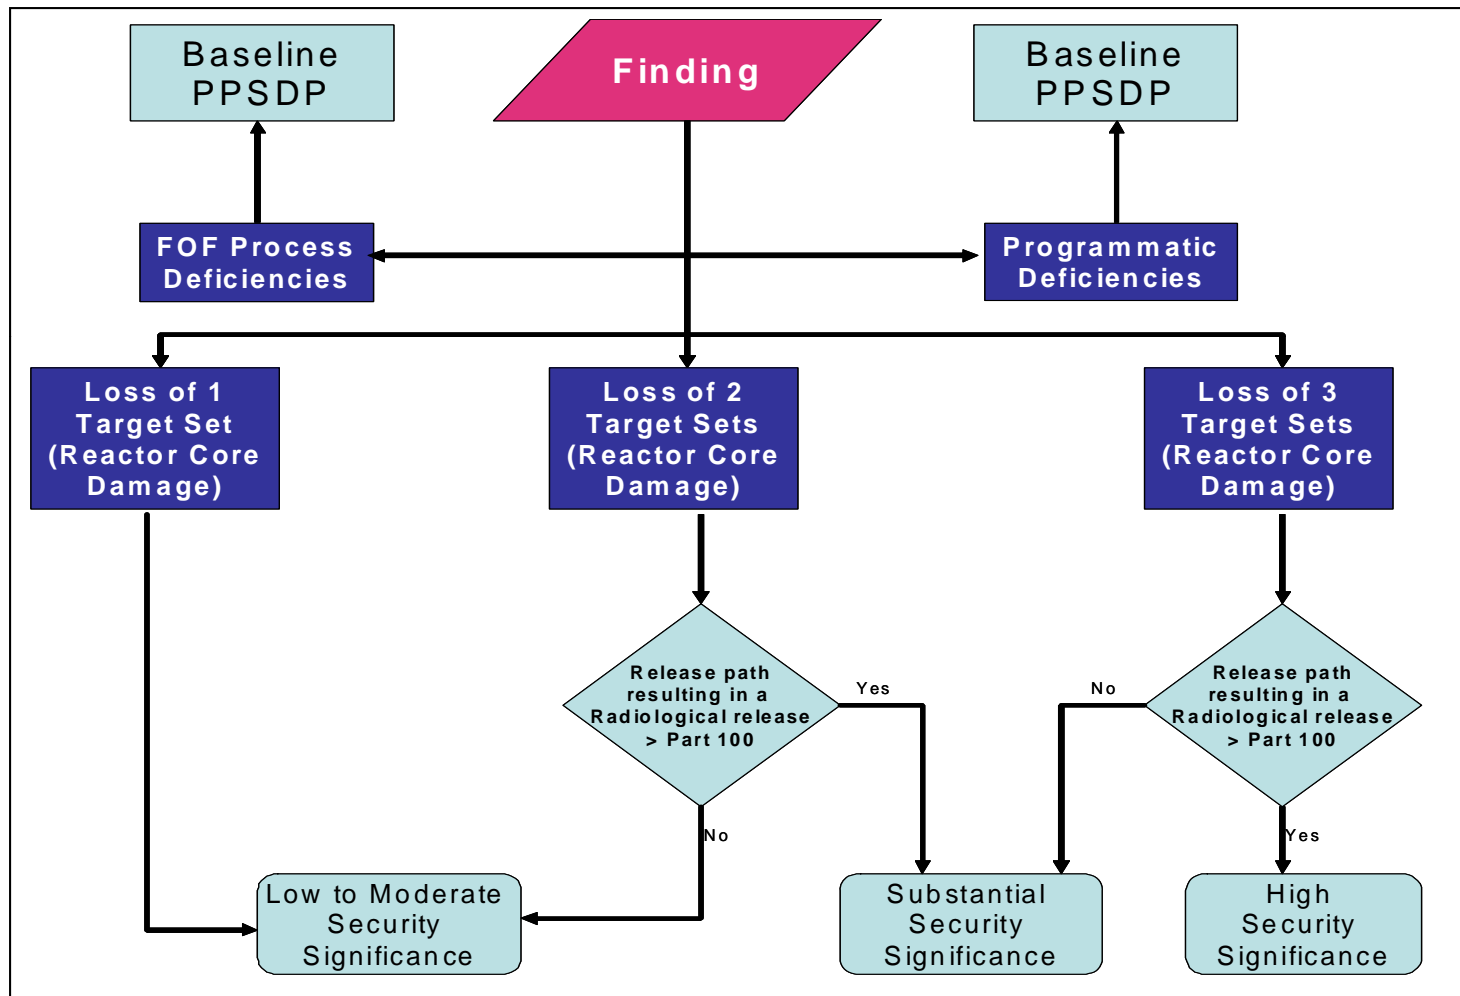 Baseline
PPSDP
Finding
Baseline
PPSDP
FOF Process
Deficiencies
Programmatic
Deficiencies
Loss of 1
Target Set
(Reactor Core
Damage)
Loss of 2
Target Sets
(Reactor Core
Damage)
Loss of 3
Target Sets
(Reactor Core
Damage)
Release path
resulting in a
Radiological release
> Part 100
Yes
No
No
Release path
resulting in a
Radiological release
> Part 100
Yes
Low to Moderate
Security
Significance
Substantial
Security
Significance
High
Security
Significance